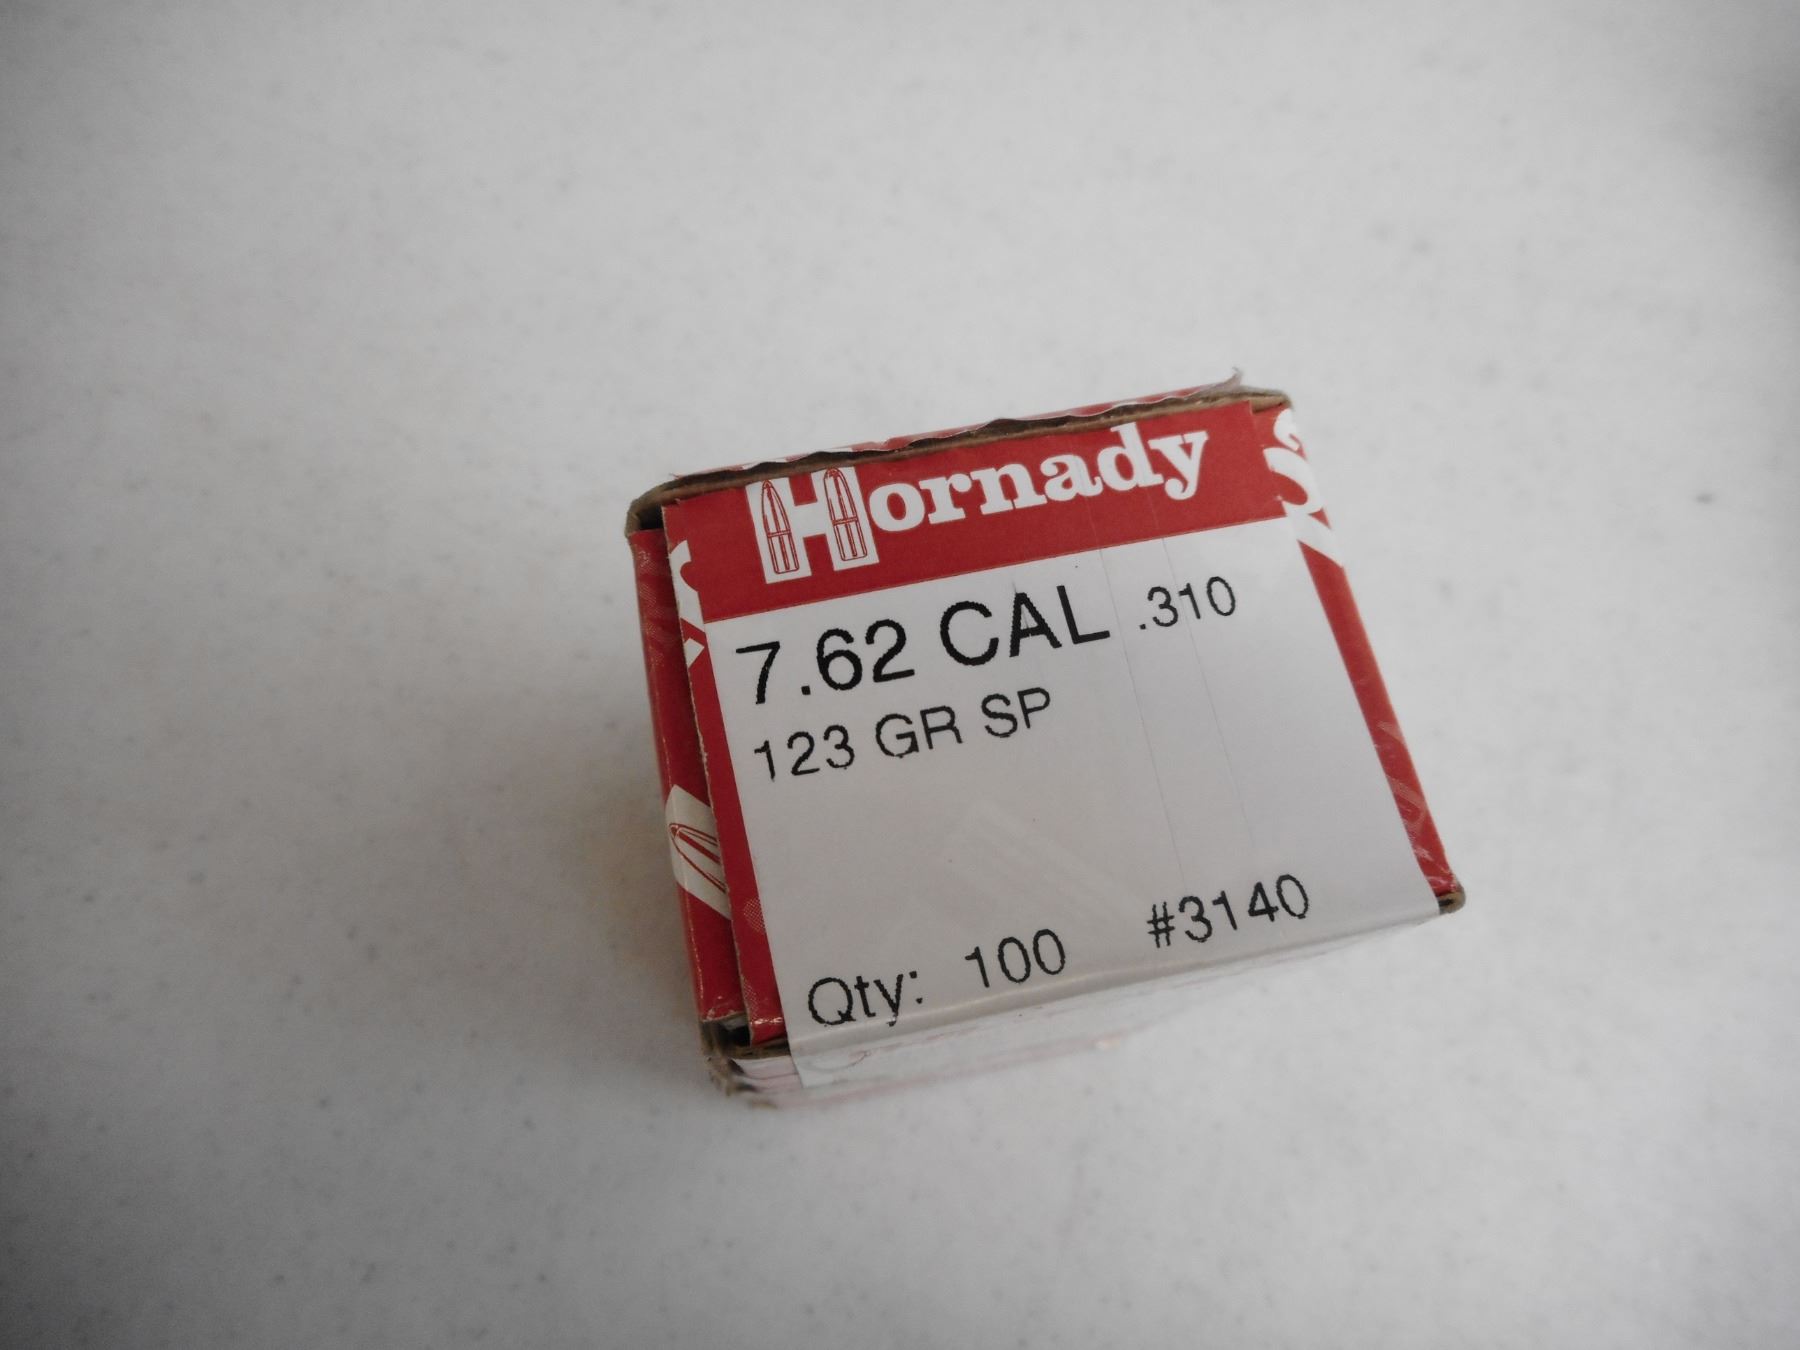 Hornady
7.62 CAL .310
123 GR SP
Qty: 100 #3140